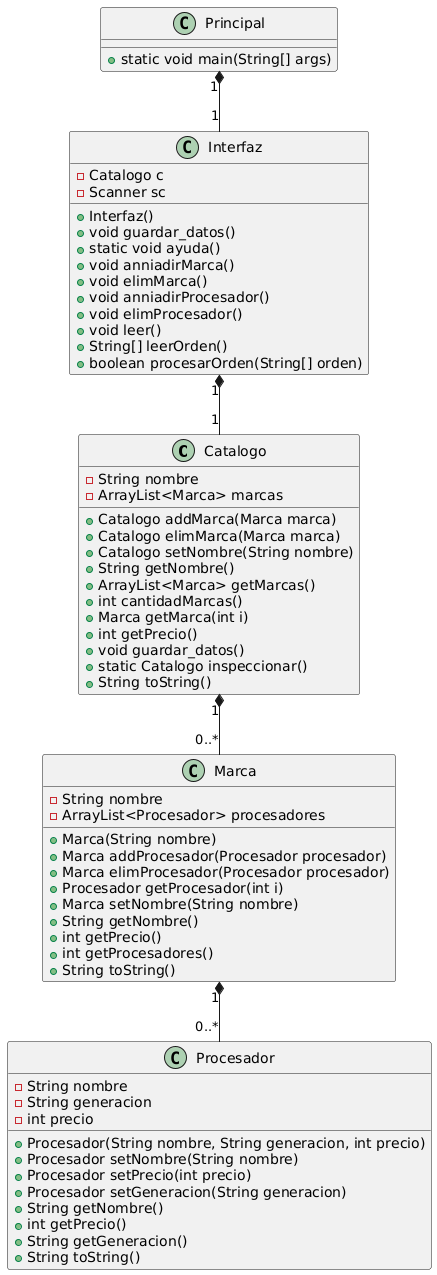 C Principal
static void main(String[] args)
1
1
C Interfaz
Catalogo c
Scanner sc
Interfaz()
void guardar_datos()
static void ayuda()
void anniadirMarca()
void elimMarca()
void anniadirProcesador()
void elimProcesador()
void leer()
String[] leerOrden()
boolean procesarOrden(String[] orden)
1
1
C Catalogo
String nombre
ArrayList<Marca> marcas
Catalogo addMarca(Marca marca)
Catalogo elimMarca(Marca marca)
Catalogo setNombre(String nombre)
String getNombre()
ArrayList<Marca> getMarcas()
int cantidadMarcas()
Marca getMarca(int i)
int getPrecio()
void guardar_datos()
static Catalogo inspeccionar()
String toString()
1
0..*
C Marca
String nombre
ArrayList<Procesador> procesadores
Marca(String nombre)
Marca addProcesador(Procesador procesador)
Marca elimProcesador(Procesador procesador)
Procesador getProcesador(int i)
Marca setNombre(String nombre)
String getNombre()
int getPrecio()
int getProcesadores()
String toString()
1
0..*
C Procesador
String nombre
String generacion
int precio
Procesador(String nombre, String generacion, int precio)
Procesador setNombre(String nombre)
Procesador setPrecio(int precio)
Procesador setGeneracion(String generacion)
String getNombre()
int getPrecio()
String getGeneracion()
String toString()